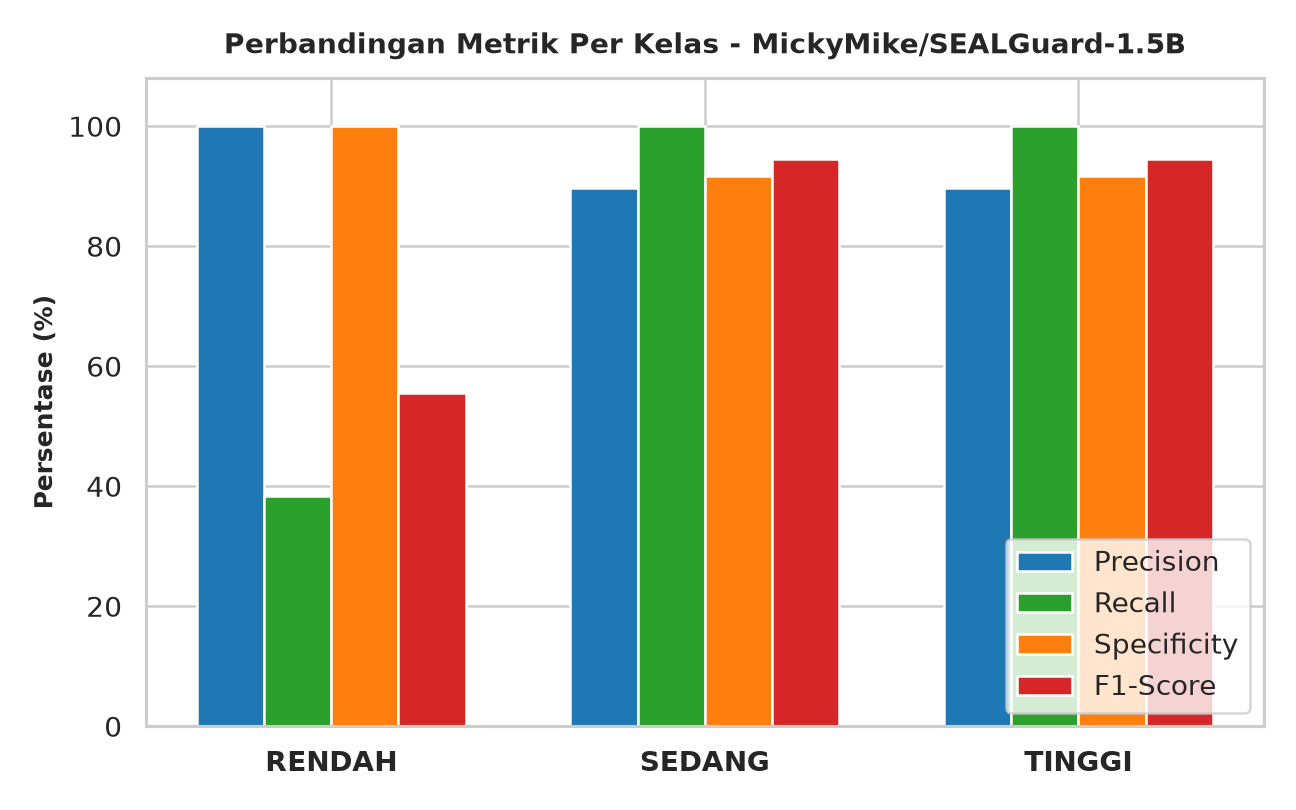 Perbandingan Metrik Per Kelas - MickyMike/SEALGuard-1.5B
Persentase (%)
100
80
60
40
20
0
RENDAH
SEDANG
TINGGI
Precision
Recall
Specificity
F1-Score